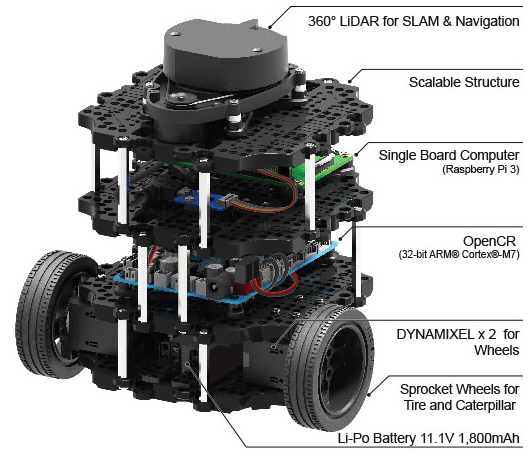 360° LiDAR for SLAM & Navigation
Scalable Structure
Single Board Computer
(Raspberry Pi 3)
OpenCR
(32-bit ARM® Cortex®-M7)
DYNAMIXEL x 2 for
Wheels
Sprocket Wheels for
Tire and Caterpillar
Li-Po Battery 11.1V 1,800mAh